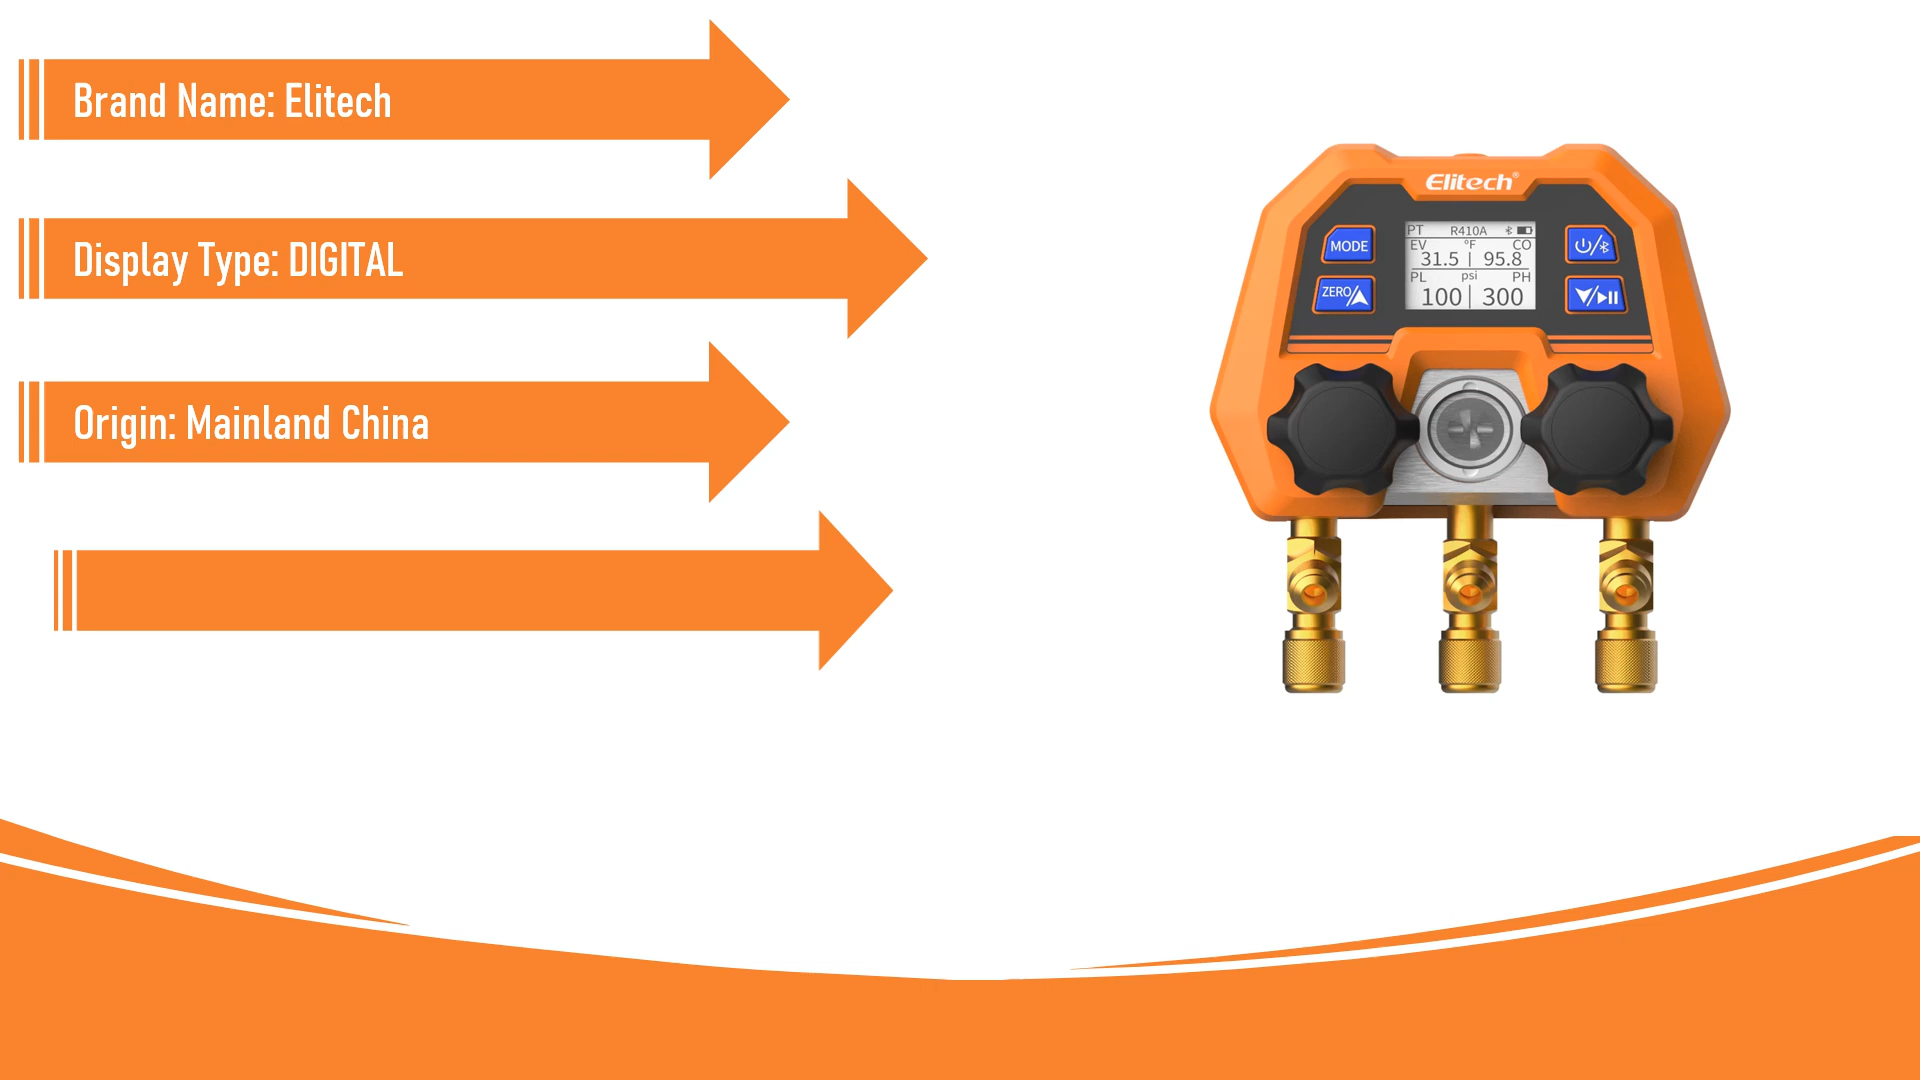 Brand Name: Elitech
Display Type: DIGITAL
Origin: Mainland China
Elitech®
MODE
ZERO/
PT R410A
EV °F CO
31.5 | 95.8
PL psi PH
100 | 300